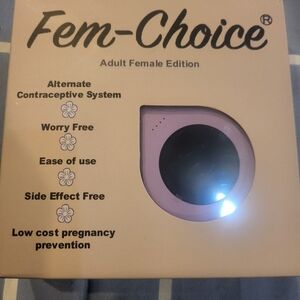 Fem-Choice®
Adult Female Edition
Alternate
Contraceptive System
Worry Free
Ease of use
Side Effect Free
Low cost pregnancy
prevention